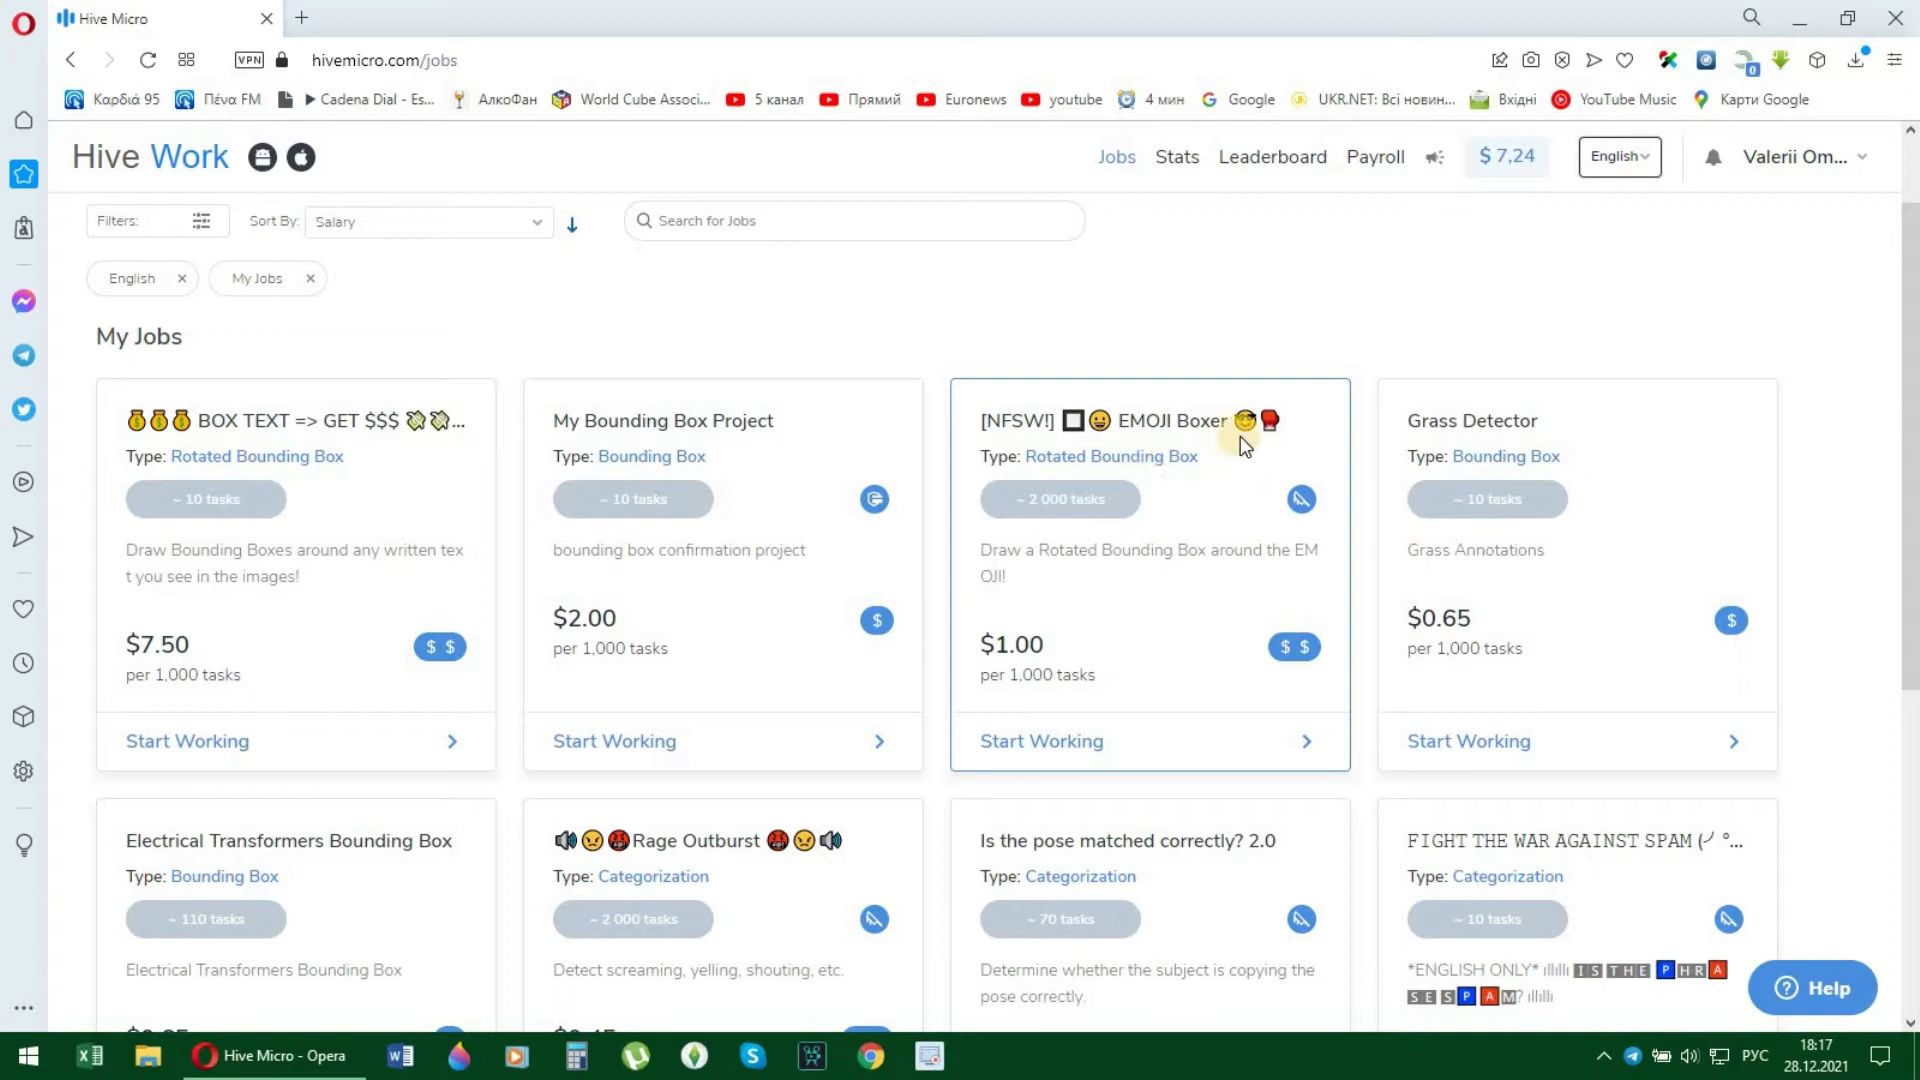 Hive Micro
VPN hivemicro.com/jobs
Καρδιά 95 Πένα FM Cadena Dial - Es... АлкоФан World Cube Associ... 5 канал Прямий Euronews youtube 4 мин Google UKR.NET: Всі новин... Вхідні YouTube Music Карти Google
Hive Work Jobs Stats Leaderboard Payroll $ 7,24 English Valerii Om...
Filters: Sort By: Salary Search for Jobs
English My Jobs
My Jobs
💰💰💰 BOX TEXT => GET $$$ 💸💸...
Type: Rotated Bounding Box
~ 10 tasks
Draw Bounding Boxes around any written tex
t you see in the images!
$7.50 $ $
per 1,000 tasks
Start Working
My Bounding Box Project
Type: Bounding Box
~ 10 tasks
bounding box confirmation project
$2.00 $
per 1,000 tasks
Start Working
[NFSW!] 🔲😀 EMOJI Boxer 😎🥊
Type: Rotated Bounding Box
~ 2 000 tasks
Draw a Rotated Bounding Box around the EM
OJI!
$1.00 $ $
per 1,000 tasks
Start Working
Grass Detector
Type: Bounding Box
~ 10 tasks
Grass Annotations
$0.65 $
per 1,000 tasks
Start Working
Electrical Transformers Bounding Box
Type: Bounding Box
~ 110 tasks
Electrical Transformers Bounding Box
🔊😠🤬Rage Outburst 🤬😠🔊
Type: Categorization
~ 2 000 tasks
Detect screaming, yelling, shouting, etc.
Is the pose matched correctly? 2.0
Type: Categorization
~ 70 tasks
Determine whether the subject is copying the
pose correctly.
FIGHT THE WAR AGAINST SPAM (╯°...
Type: Categorization
~ 10 tasks
*ENGLISH ONLY* ıllıllı IS THE PHRA
SE SPAM? ıllıllı
Help
Hive Micro - Opera РУС 18:17
28.12.2021